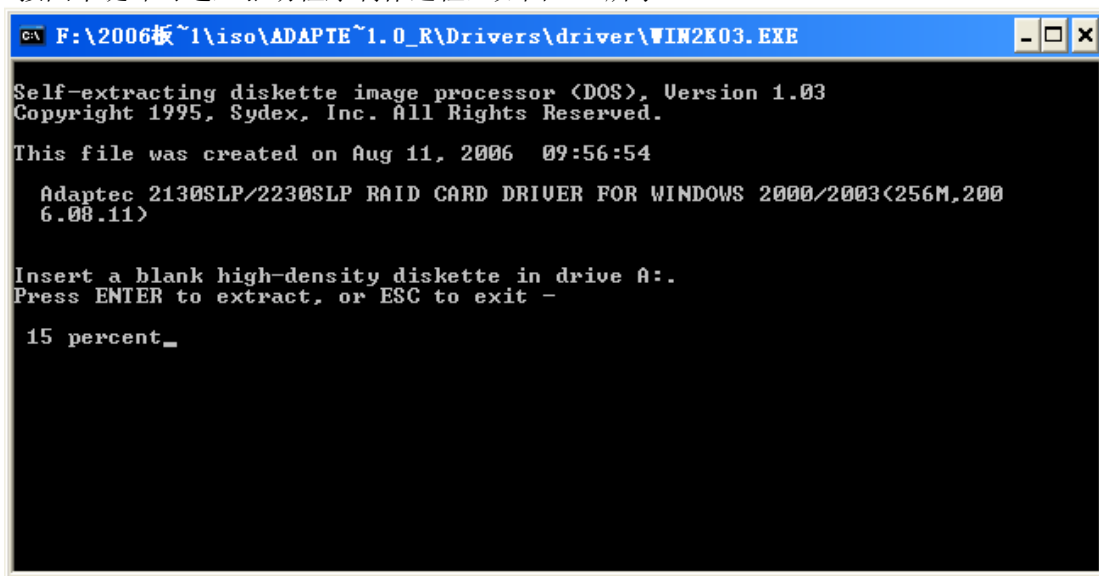 F:\2006板~1\iso\ADAPTE~1.0_R\Drivers\driver\WIN2K03.EXE
Self-extracting diskette image processor (DOS), Version 1.03
Copyright 1995, Sydex, Inc. All Rights Reserved.
This file was created on Aug 11, 2006 09:56:54
Adaptec 2130SLP/2230SLP RAID CARD DRIVER FOR WINDOWS 2000/2003(256M,200
6.08.11)
Insert a blank high-density diskette in drive A:.
Press ENTER to extract, or ESC to exit -
15 percent_